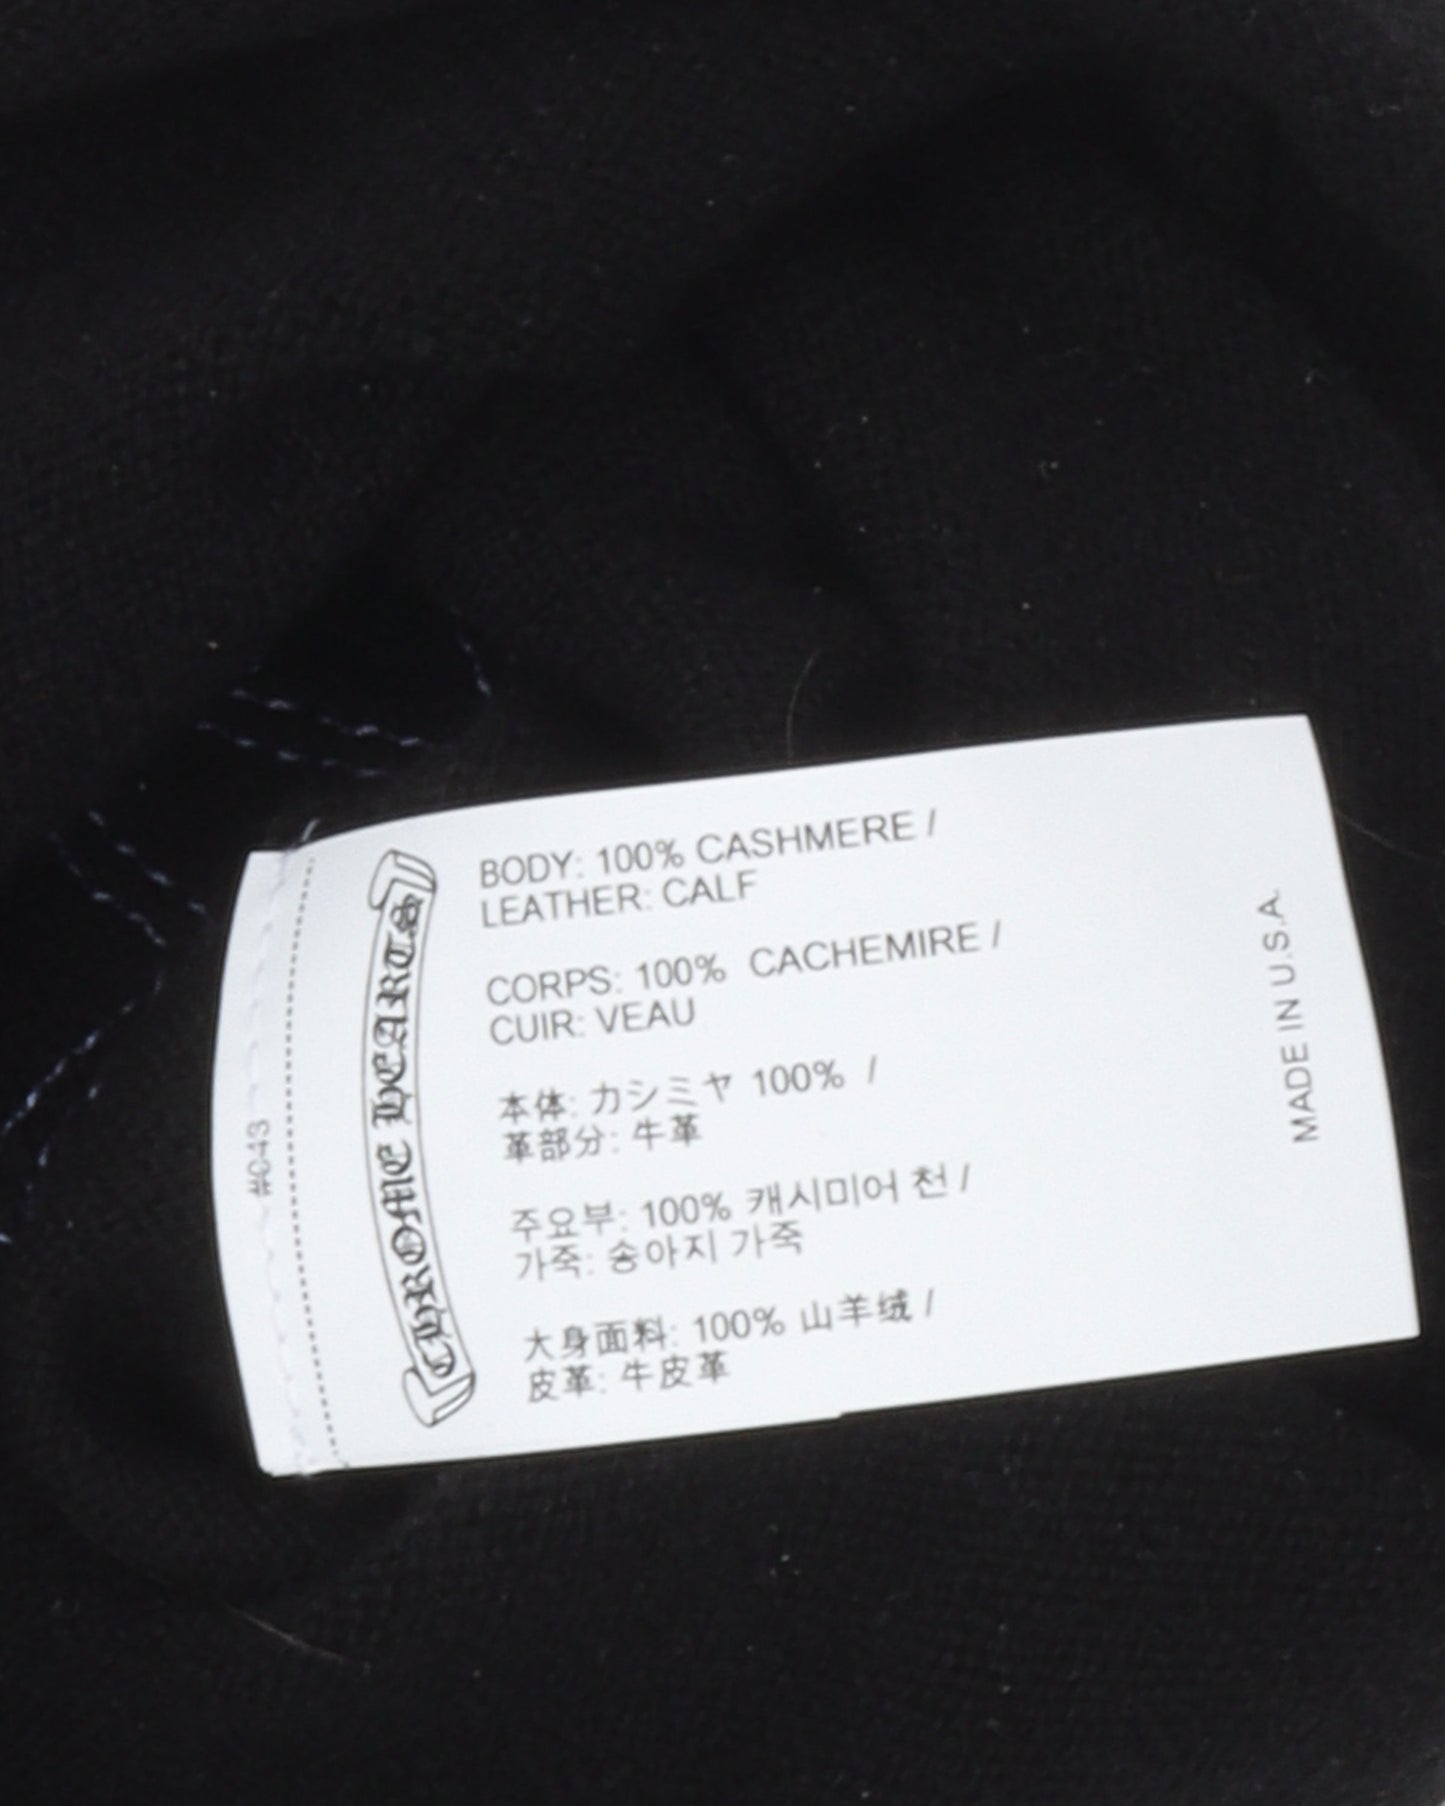 #043
CHROME HEARTS
BODY: 100% CASHMERE /
LEATHER: CALF
CORPS: 100% CACHEMIRE /
CUIR: VEAU
本体: カシミヤ 100% /
革部分: 牛革
주요부: 100% 캐시미어 천 /
가죽: 송아지 가죽
大身面料: 100% 山羊绒 /
皮革: 牛皮革
MADE IN U.S.A.